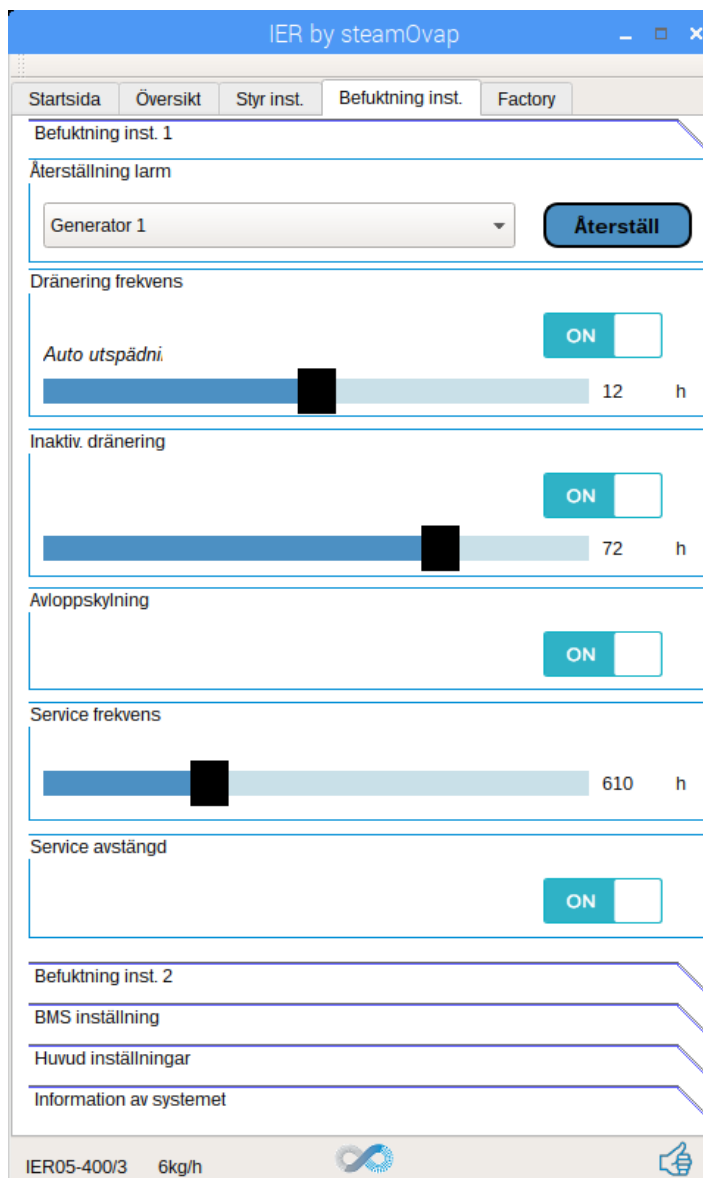 IER by steamOvap
Startsida Översikt Styr inst. Befuktning inst. Factory
Befuktning inst. 1
Återställning larm
Generator 1 Återställ
Dränering frekvens
ON
Auto utspädni
12 h
Inaktiv. dränering
ON
72 h
Avloppskylning
ON
Service frekvens
610 h
Service avstängd
ON
Befuktning inst. 2
BMS inställning
Huvud inställningar
Information av systemet
IER05-400/3 6kg/h